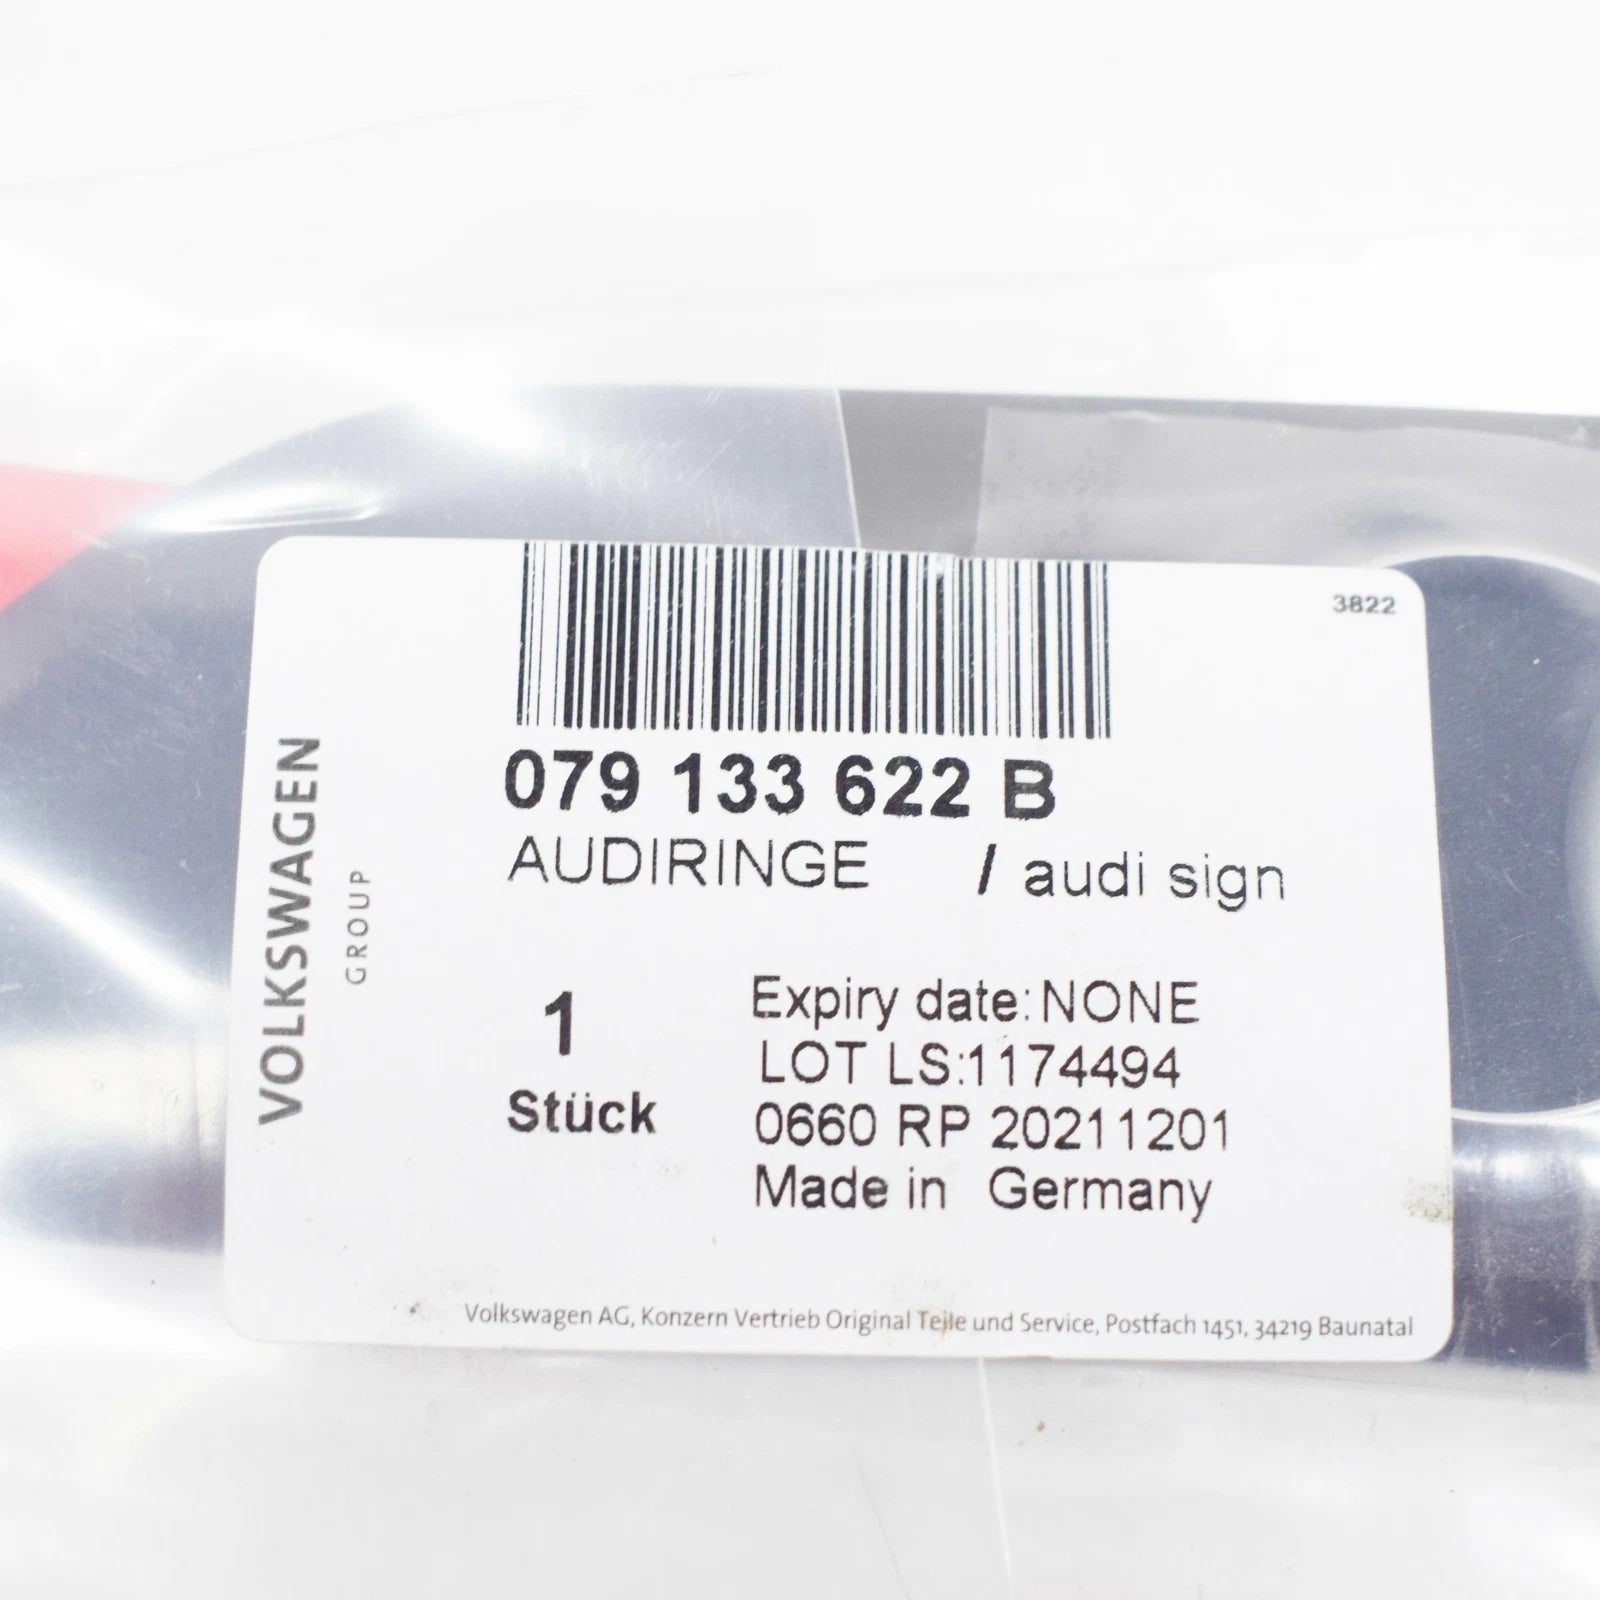 3822
079 133 622 B
AUDIRINGE / audi sign
VOLKSWAGEN
GROUP
1
Stück
Expiry date:NONE
LOT LS:1174494
0660 RP 20211201
Made in Germany
Volkswagen AG, Konzern Vertrieb Original Teile und Service, Postfach 1451, 34219 Baunatal